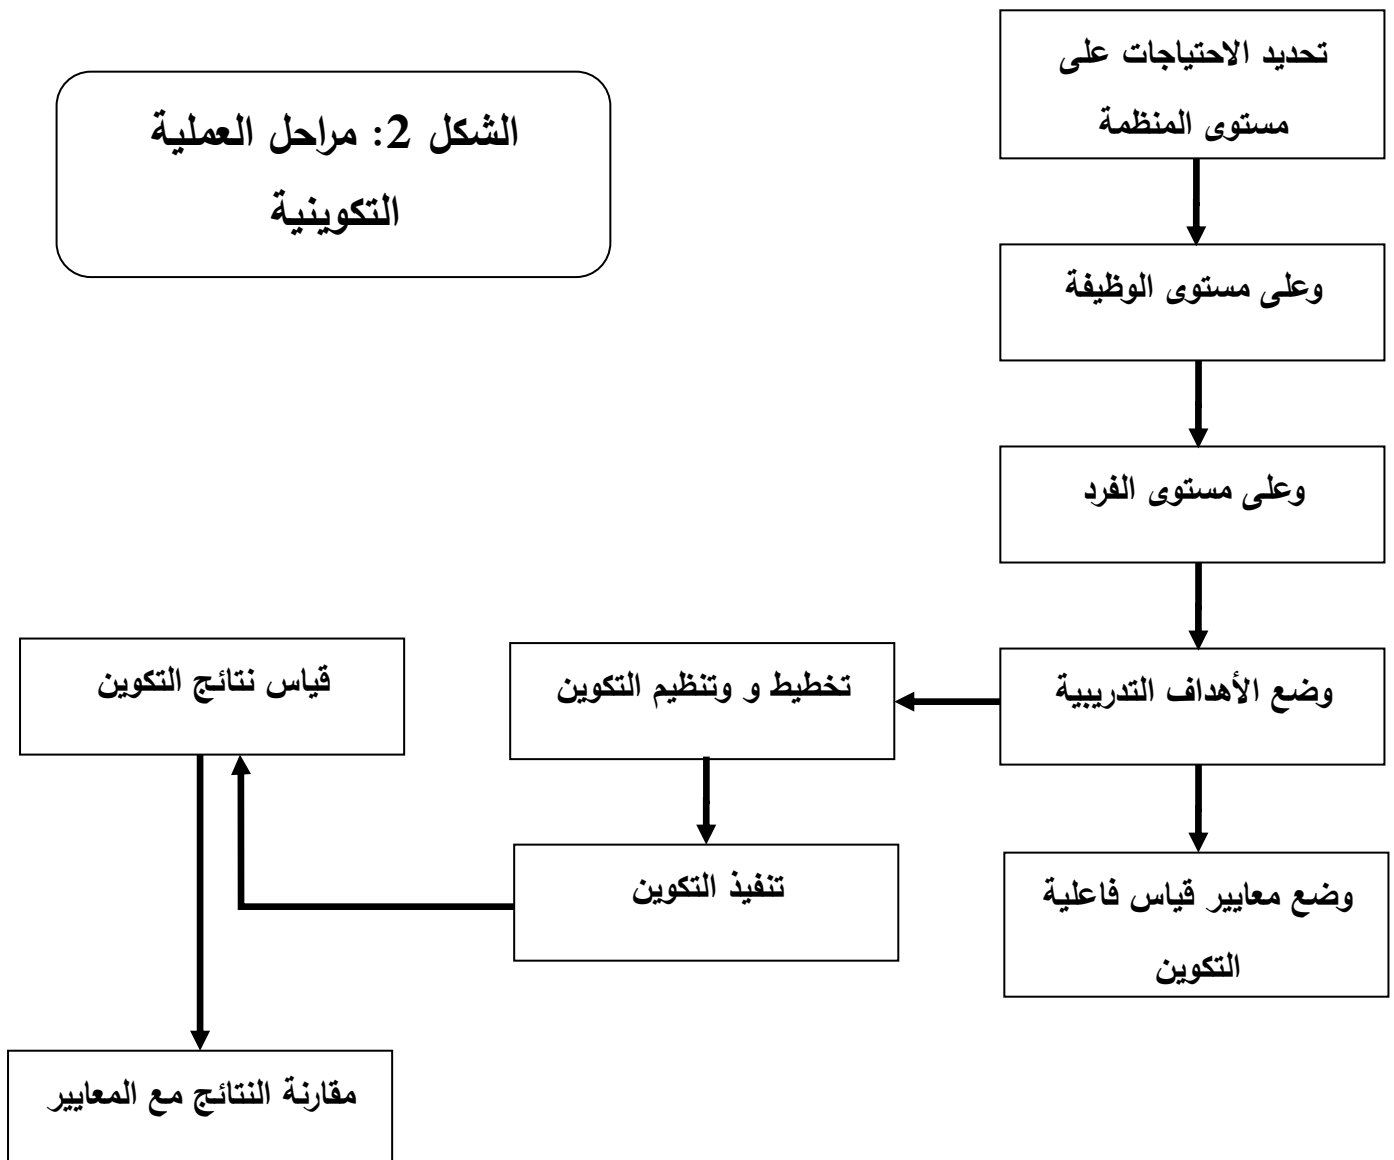 الشكل 2: مراحل العملية
التكوينية
تحديد الاحتياجات على
مستوى المنظمة
وعلى مستوى الوظيفة
وعلى مستوى الفرد
وضع الأهداف التدريبية
وضع معايير قياس فاعلية
التكوين
تخطيط و وتنظيم التكوين
تنفيذ التكوين
قياس نتائج التكوين
مقارنة النتائج مع المعايير